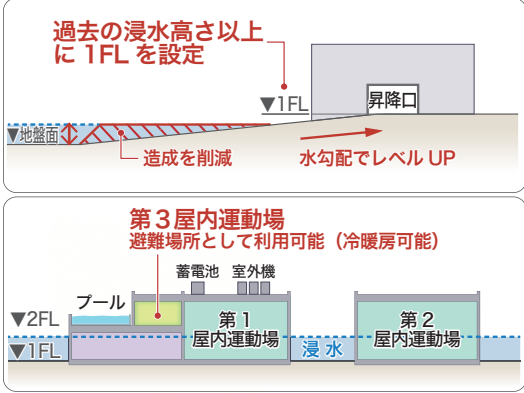 過去の浸水高さ以上
に 1FL を設定
▼1FL
昇降口
▼地盤面
造成を削減
水勾配でレベル UP
第３屋内運動場
避難場所として利用可能（冷暖房可能）
蓄電池
室外機
プール
▼2FL
第１
屋内運動場
第２
屋内運動場
▼1FL
浸 水